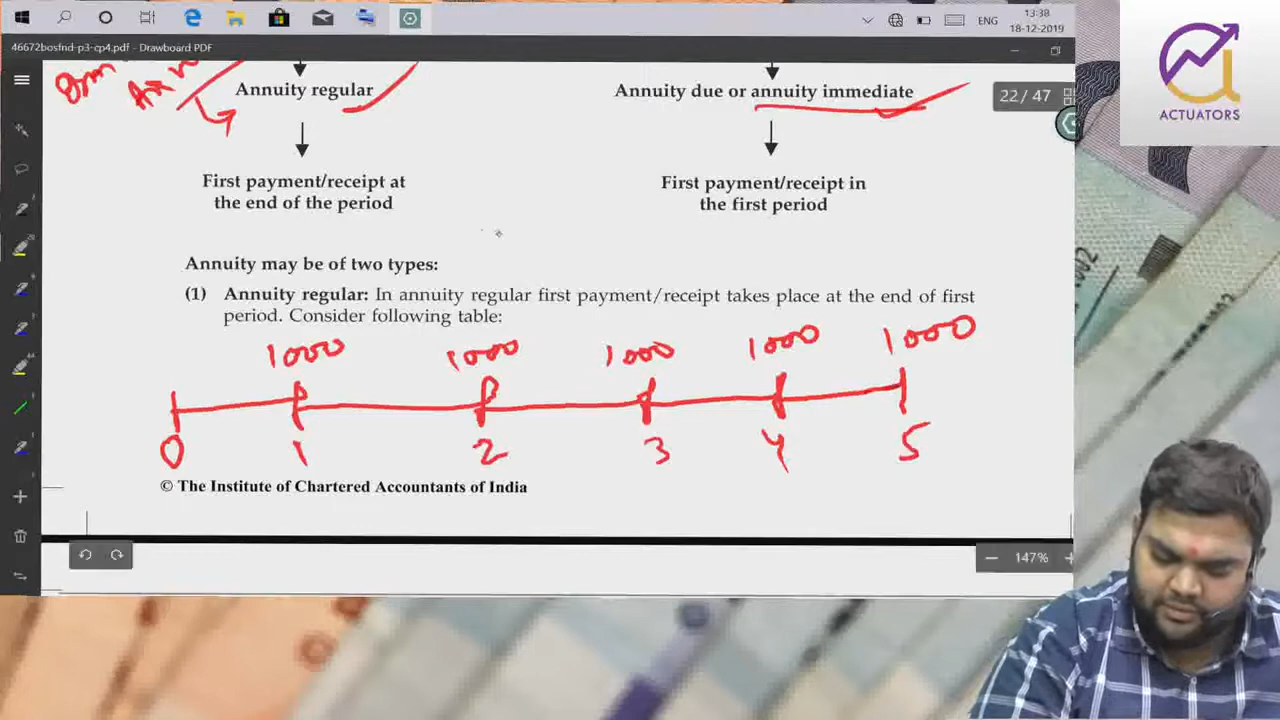 13:38
ENG
18-12-2019
46672bosfnd-p3-cp4.pdf - Drawboard PDF
22 / 47
ACTUATORS
Annuity regular
Annuity due or annuity immediate
First payment/receipt at
the end of the period
First payment/receipt in
the first period
Annuity may be of two types:
(1) Annuity regular: In annuity regular first payment/receipt takes place at the end of first
period. Consider following table:
1000 1000 1000 1000 1000
0 1 2 3 4 5
© The Institute of Chartered Accountants of India
147%